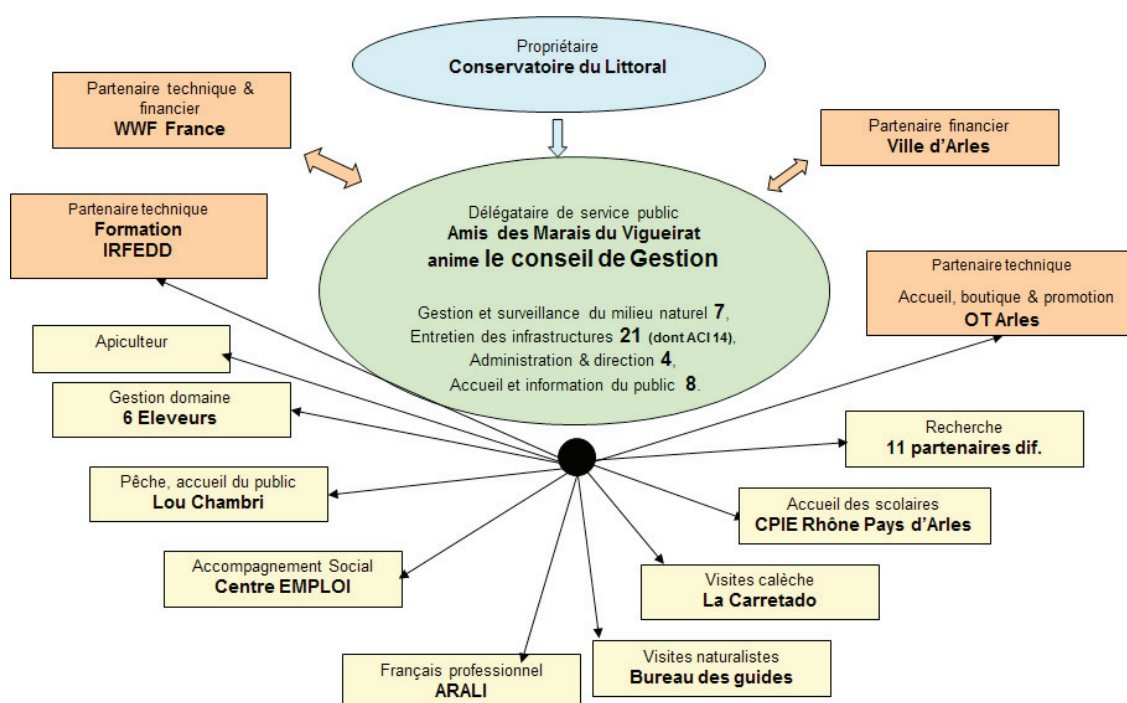 Propriétaire
Conservatoire du Littoral
Partenaire technique &
financier
WWF France
Partenaire financier
Ville d'Arles
Partenaire technique
Formation
IRFEDD
Délégataire de service public
Amis des Marais du Vigueirat
anime le conseil de Gestion
Gestion et surveillance du milieu naturel 7,
Entretien des infrastructures 21 (dont ACI 14),
Administration & direction 4,
Accueil et information du public 8.
Partenaire technique
Accueil, boutique & promotion
OT Arles
Apiculteur
Gestion domaine
6 Eleveurs
Recherche
11 partenaires dif.
Pêche, accueil du public
Lou Chambri
Accueil des scolaires
CPIE Rhône Pays d'Arles
Accompagnement Social
Centre EMPLOI
Visites calèche
La Carretado
Français professionnel
ARALI
Visites naturalistes
Bureau des guides